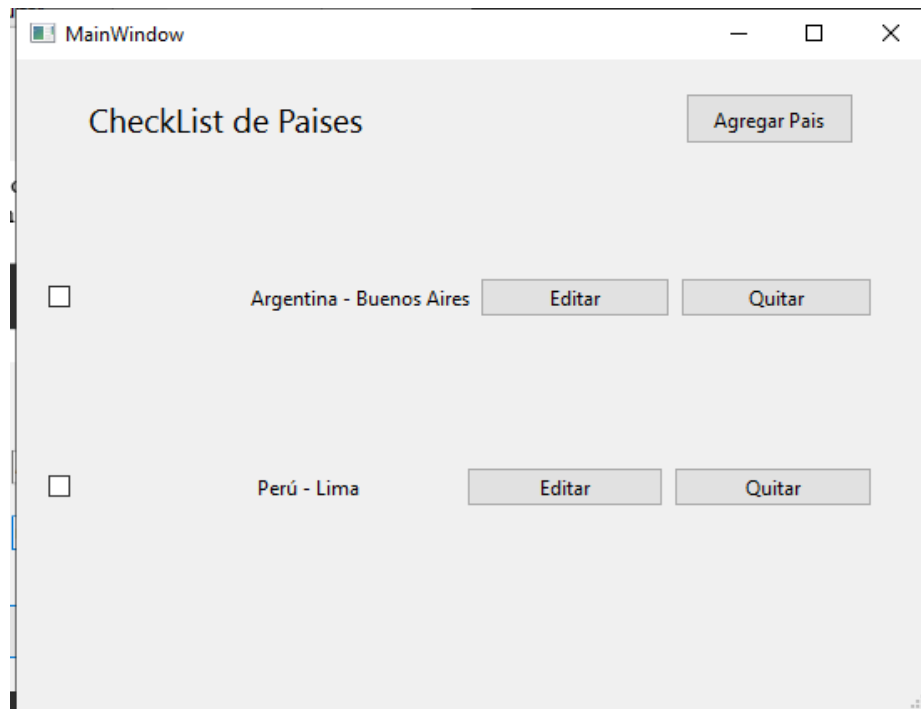 MainWindow
CheckList de Paises
Agregar Pais
Argentina - Buenos Aires Editar Quitar
Perú - Lima Editar Quitar